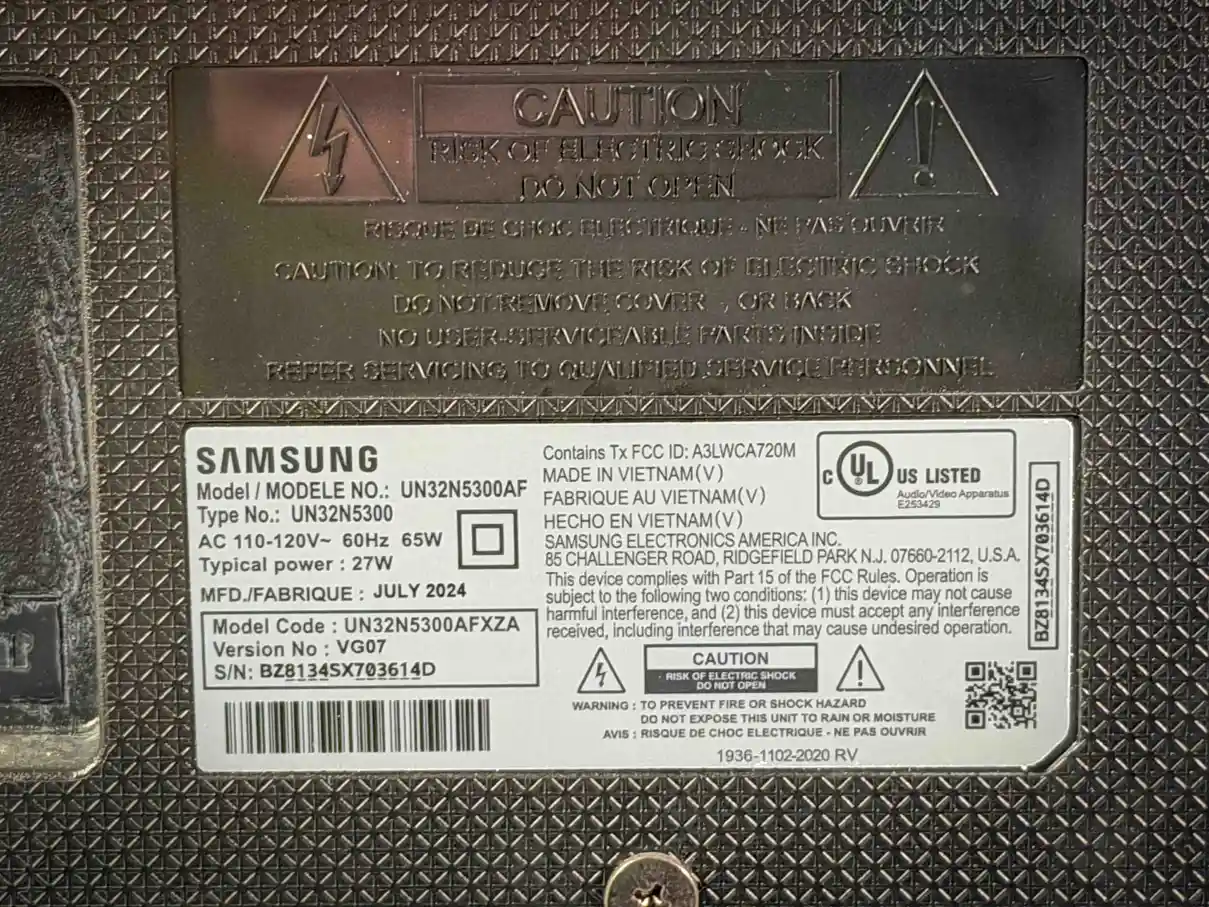 CAUTION
RISK OF ELECTRIC SHOCK
DO NOT OPEN
RISQUE DE CHOC ELECTRIQUE - NE PAS OUVRIR
CAUTION: TO REDUCE THE RISK OF ELECTRIC SHOCK
DO NOT REMOVE COVER , OR BACK
NO USER-SERVICEABLE PARTS INSIDE
REFER SERVICING TO QUALIFIED SERVICE PERSONNEL
SAMSUNG
Model / MODELE NO.: UN32N5300AF
Type No.: UN32N5300
AC 110-120V~ 60Hz 65W
Typical power : 27W
MFD./FABRIQUE : JULY 2024
Model Code : UN32N5300AFXZA
Version No : VG07
S/N: BZ8134SX703614D
Contains Tx FCC ID: A3LWCA720M
MADE IN VIETNAM(V)
FABRIQUE AU VIETNAM(V)
HECHO EN VIETNAM(V)
SAMSUNG ELECTRONICS AMERICA INC.
85 CHALLENGER ROAD, RIDGEFIELD PARK N.J. 07660-2112, U.S.A.
This device complies with Part 15 of the FCC Rules. Operation is
subject to the following two conditions: (1) this device may not cause
harmful interference, and (2) this device must accept any interference
received, including interference that may cause undesired operation.
C UL ® US LISTED
Audio/Video Apparatus
E253429
BZ8134SX703614D
CAUTION
RISK OF ELECTRIC SHOCK
DO NOT OPEN
WARNING : TO PREVENT FIRE OR SHOCK HAZARD
DO NOT EXPOSE THIS UNIT TO RAIN OR MOISTURE
AVIS : RISQUE DE CHOC ELECTRIQUE - NE PAS OUVRIR
1936-1102-2020 RV